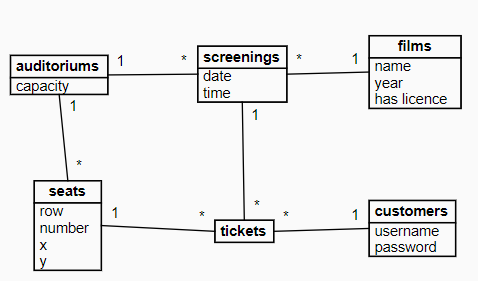 films
auditoriums
1
*
screenings
*
1
name
capacity
date
year
time
has licence
1
1
*
seats
*
customers
row
1
*
*
1
number
tickets
username
x
password
y